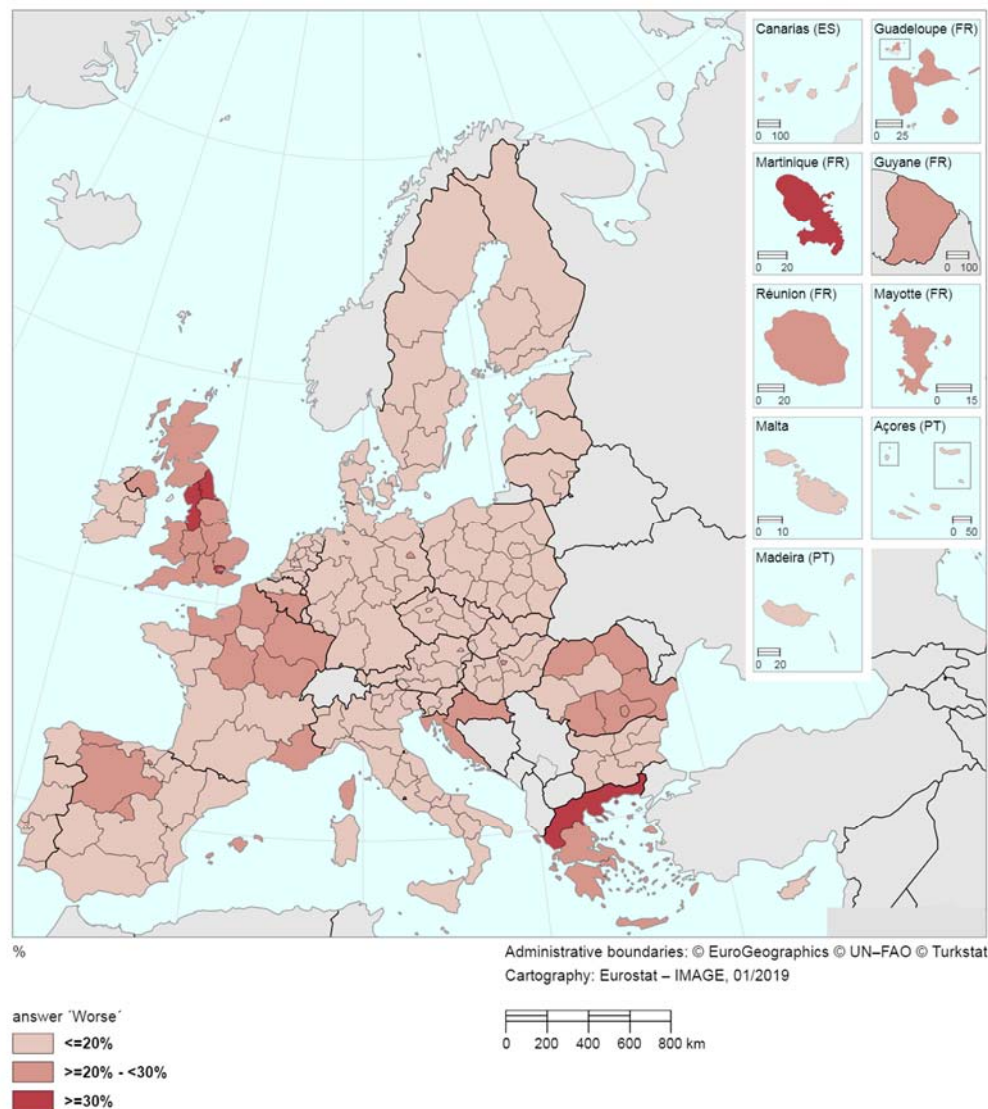 Canarias (ES)
0 100
Guadeloupe (FR)
0 25
Martinique (FR)
0 20
Guyane (FR)
0 100
Réunion (FR)
0 20
Mayotte (FR)
0 15
Malta
0 10
Açores (PT)
0 50
Madeira (PT)
0 20
%
Administrative boundaries: © EuroGeographics © UN–FAO © Turkstat
Cartography: Eurostat – IMAGE, 01/2019
answer ´Worse´
<=20%
>=20% - <30%
>=30%
0 200 400 600 800 km